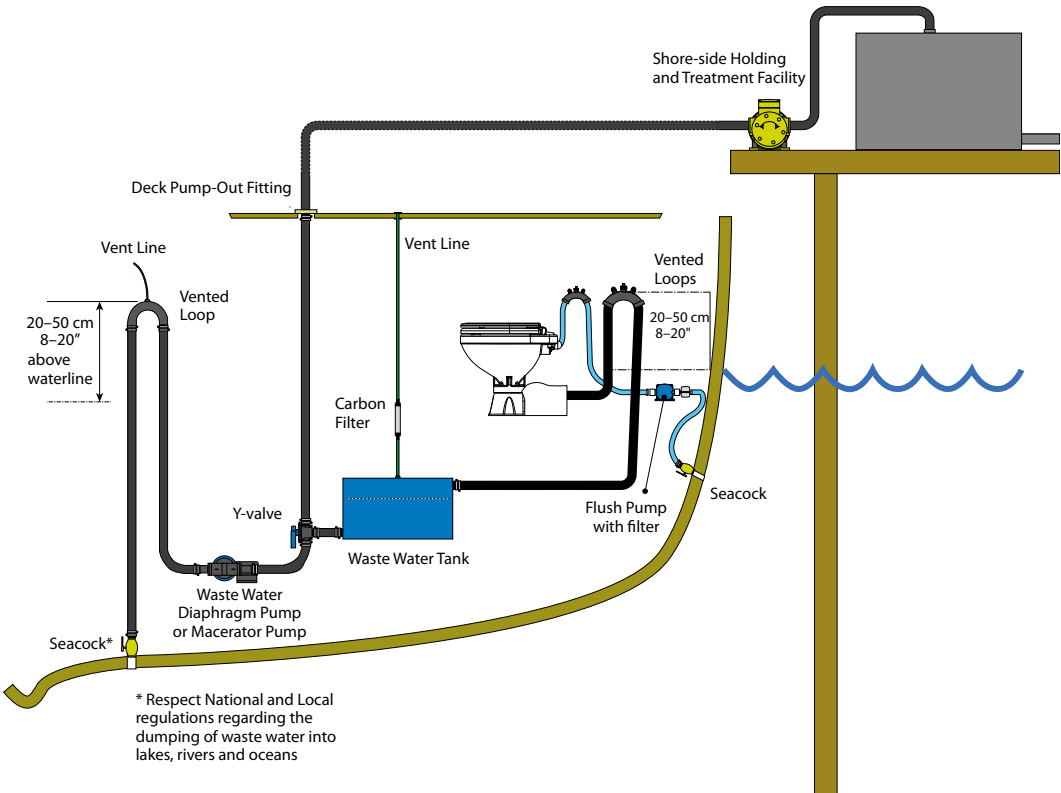 Shore-side Holding
and Treatment Facility
Deck Pump-Out Fitting
Vent Line
Vent Line
Vented
Loop
Vented
Loops
20–50 cm
8–20”
above
waterline
20–50 cm
8–20"
Carbon
Filter
Y-valve
Waste Water Tank
Flush Pump
with filter
Seacock
Waste Water
Diaphragm Pump
or Macerator Pump
Seacock*
* Respect National and Local
regulations regarding the
dumping of waste water into
lakes, rivers and oceans